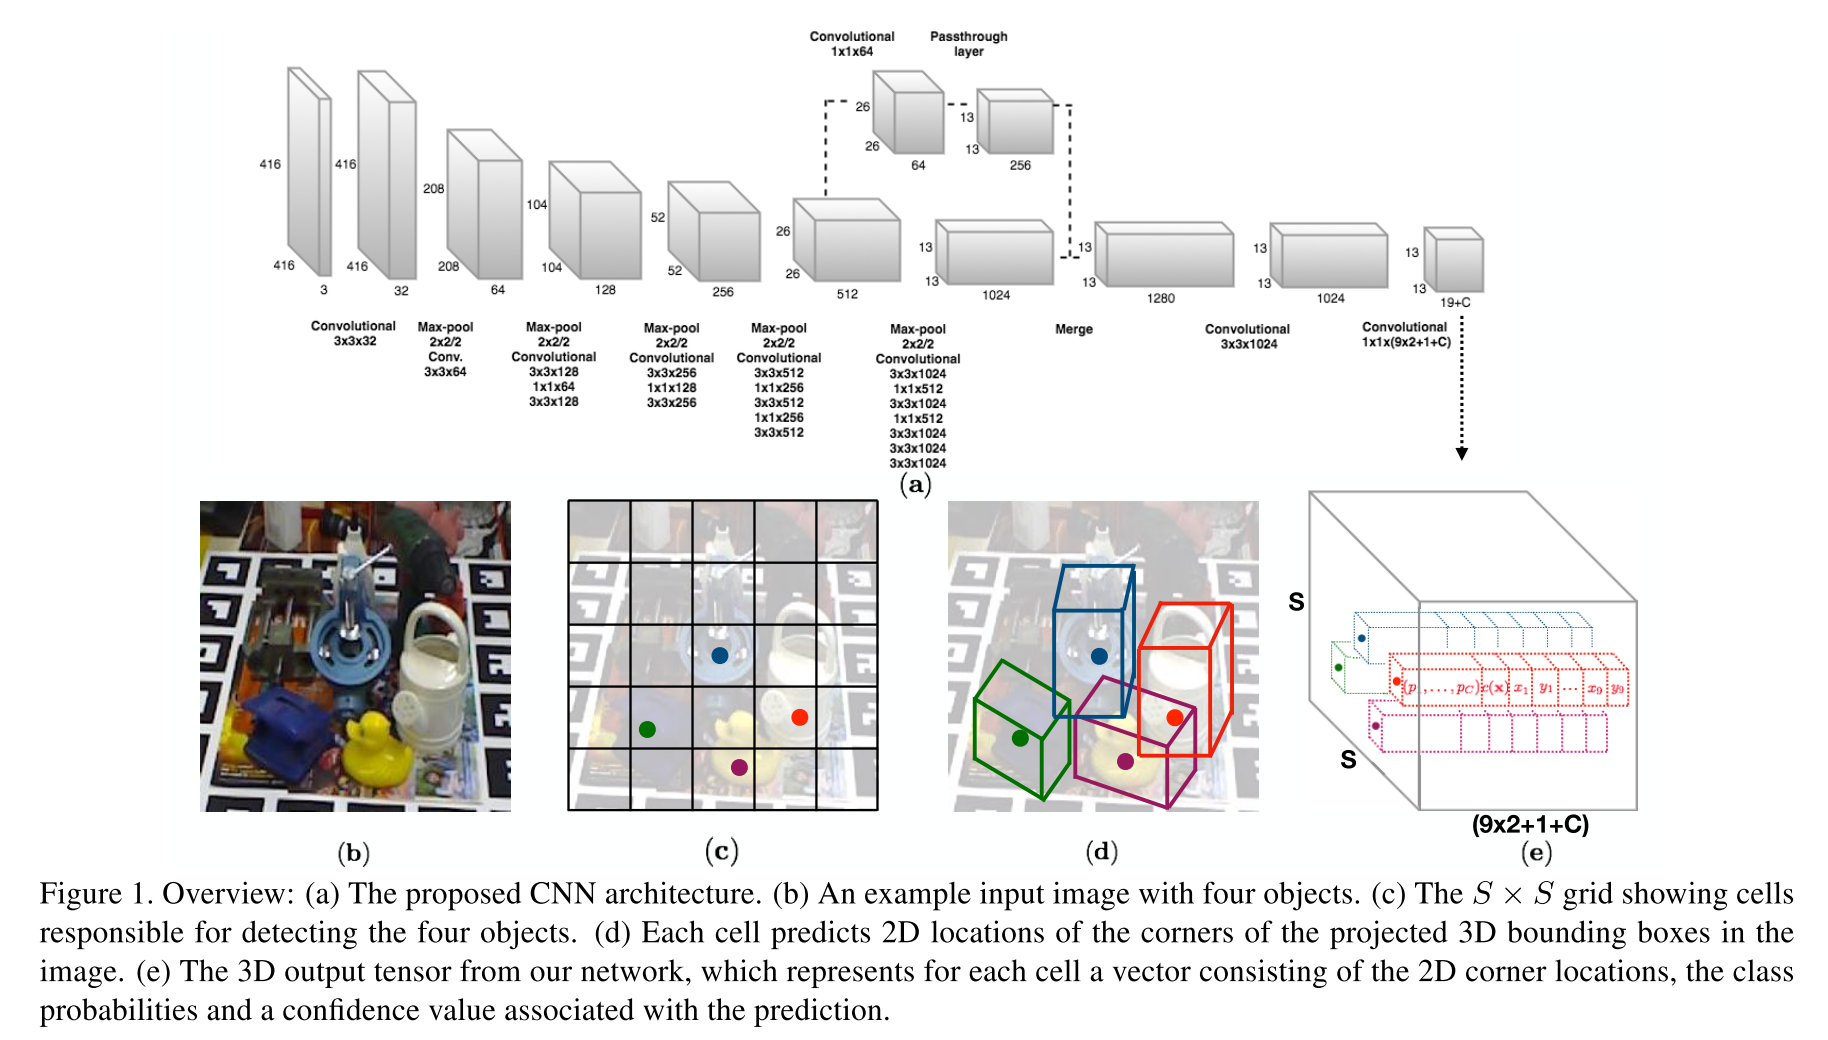 Convolutional
1x1x64
Passthrough
layer
26
26
64
13
13
256
416
416
3
416
416
32
208
208
64
104
104
128
52
52
256
26
26
512
13
13
1024
13
13
1280
13
13
1024
13
13
19+C
Convolutional
3x3x32
Max-pool
2x2/2
Conv.
3x3x64
Max-pool
2x2/2
Convolutional
3x3x128
1x1x64
3x3x128
Max-pool
2x2/2
Convolutional
3x3x256
1x1x128
3x3x256
Max-pool
2x2/2
Convolutional
3x3x512
1x1x256
3x3x512
1x1x256
3x3x512
Max-pool
2x2/2
Convolutional
3x3x1024
1x1x512
3x3x1024
1x1x512
3x3x1024
3x3x1024
3x3x1024
Merge
Convolutional
3x3x1024
Convolutional
1x1x(9x2+1+C)
(a)
(b)
(c)
(d)
S
S
(p ,...,p_C) c(x) x_1 y_1 ... x_9 y_9
(9x2+1+C)
(e)
Figure 1. Overview: (a) The proposed CNN architecture. (b) An example input image with four objects. (c) The S × S grid showing cells
responsible for detecting the four objects. (d) Each cell predicts 2D locations of the corners of the projected 3D bounding boxes in the
image. (e) The 3D output tensor from our network, which represents for each cell a vector consisting of the 2D corner locations, the class
probabilities and a confidence value associated with the prediction.